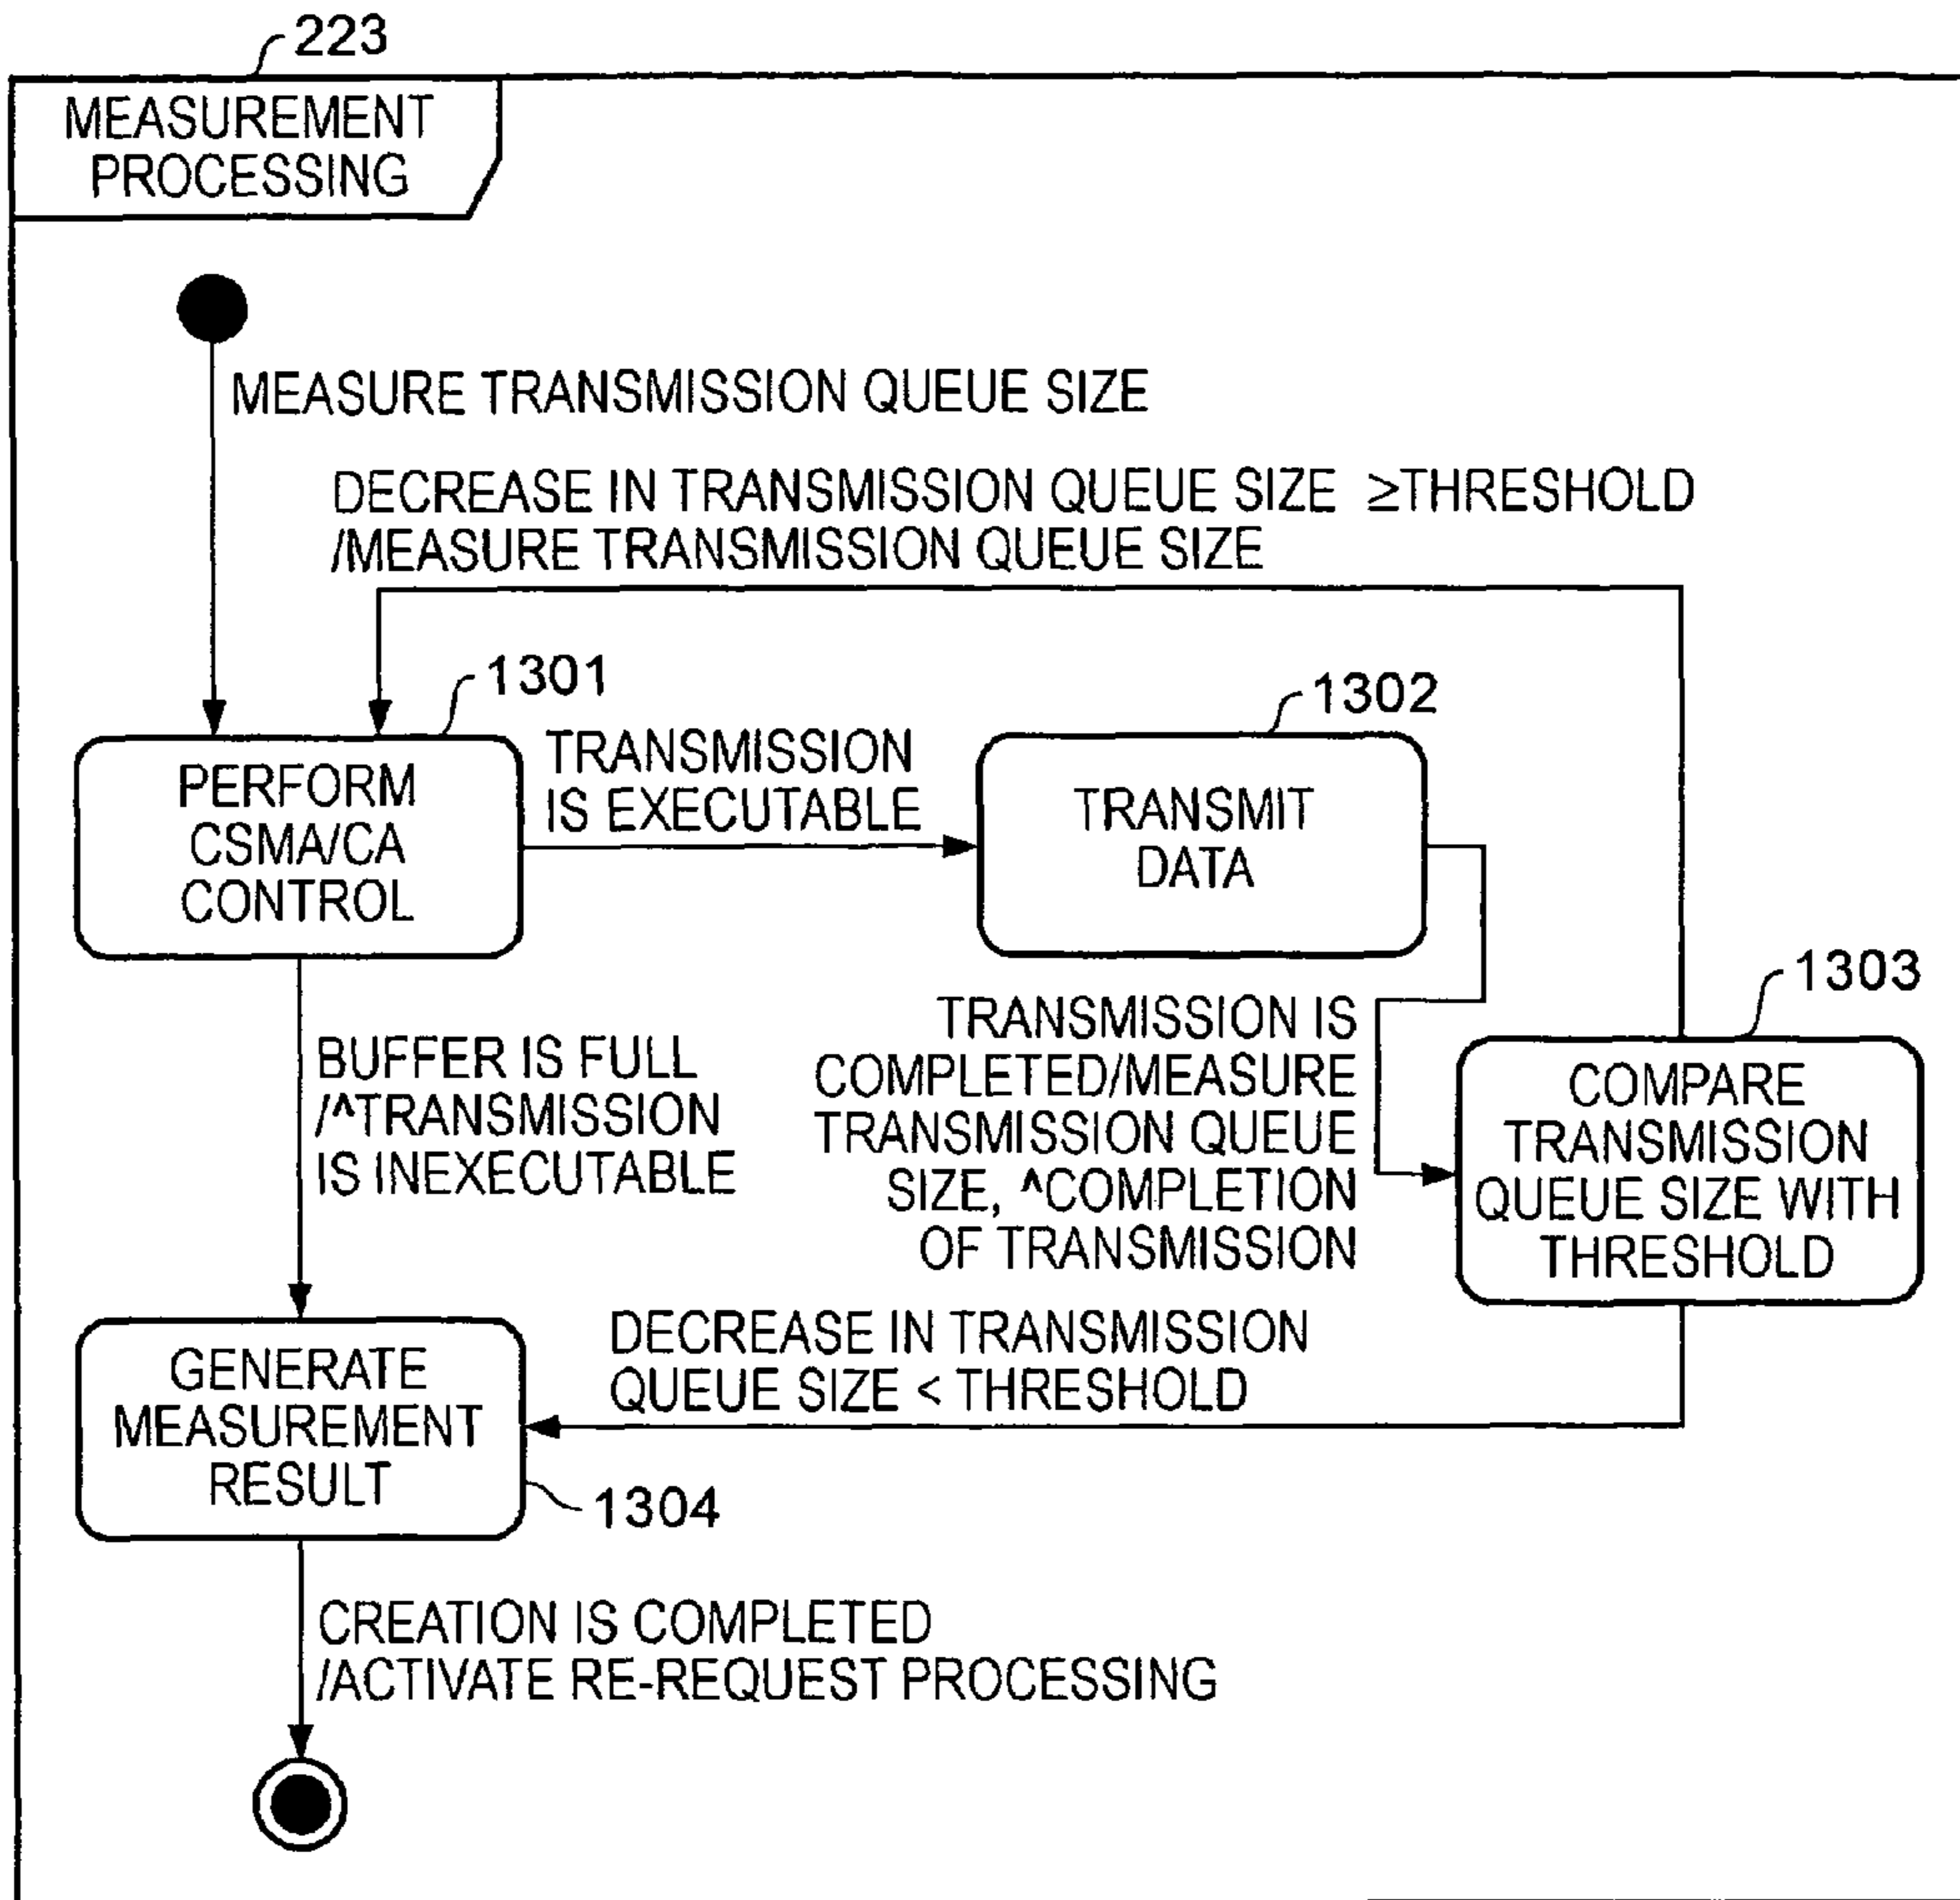 223
MEASUREMENT
PROCESSING
MEASURE TRANSMISSION QUEUE SIZE
DECREASE IN TRANSMISSION QUEUE SIZE ≥THRESHOLD
/MEASURE TRANSMISSION QUEUE SIZE
1301
PERFORM
CSMA/CA
CONTROL
TRANSMISSION
IS EXECUTABLE
1302
TRANSMIT
DATA
1303
COMPARE
TRANSMISSION
QUEUE SIZE WITH
THRESHOLD
TRANSMISSION IS
COMPLETED/MEASURE
TRANSMISSION QUEUE
SIZE, ^COMPLETION
OF TRANSMISSION
BUFFER IS FULL
/^TRANSMISSION
IS INEXECUTABLE
DECREASE IN TRANSMISSION
QUEUE SIZE < THRESHOLD
GENERATE
MEASUREMENT
RESULT
1304
CREATION IS COMPLETED
/ACTIVATE RE-REQUEST PROCESSING